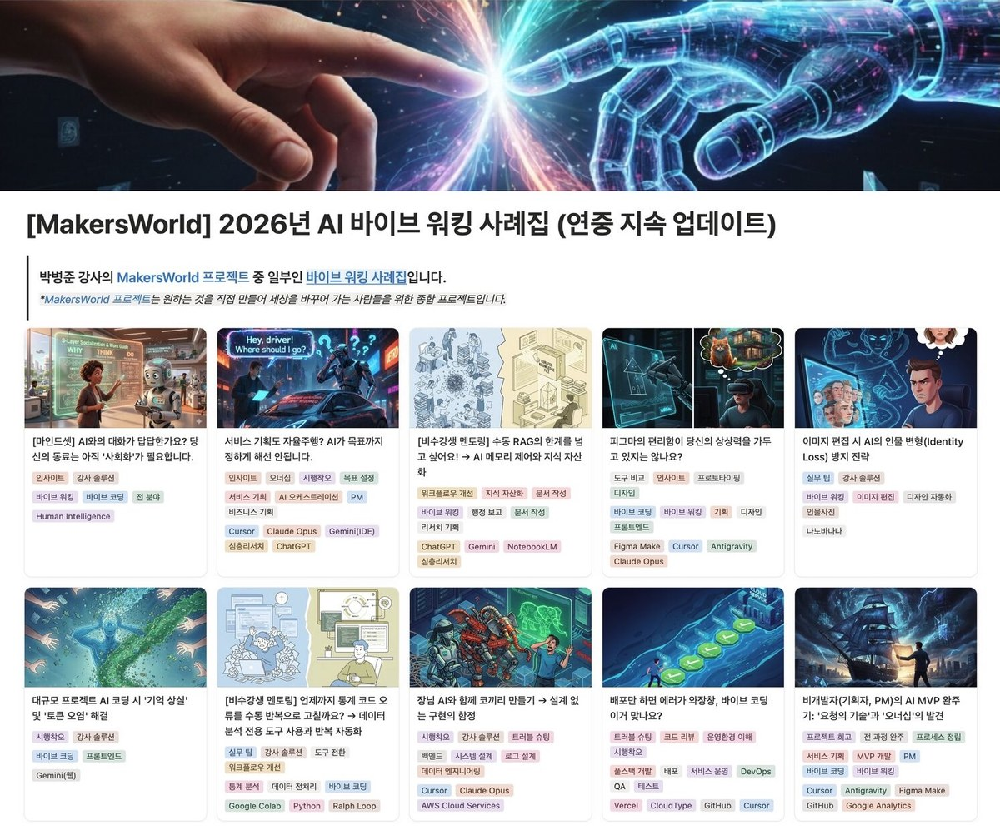 [MakersWorld] 2026년 AI 바이브 워킹 사례집 (연중 지속 업데이트)
박병준 강사의 MakersWorld 프로젝트 중 일부인 바이브 워킹 사례집입니다.
*MakersWorld 프로젝트는 원하는 것을 직접 만들어 세상을 바꾸어 가는 사람들을 위한 종합 프로젝트입니다.
3-Layer Socialization & Work Guide
WHY THINK DO
[마인드셋] AI와의 대화가 답답한가요? 당
신의 동료는 아직 '사회화'가 필요합니다.
인사이트 강사 솔루션
바이브 워킹 바이브 코딩 전 분야
Human Intelligence
Hey, driver!
Where should I go?
서비스 기획도 자율주행? AI가 목표까지
정하게 해선 안됩니다.
인사이트 오너십 시행착오 목표 설정
서비스 기획 AI 오케스트레이션 PM
비즈니스 기획
Cursor Claude Opus Gemini(IDE)
심층리서치 ChatGPT
[비수강생 멘토링] 수동 RAG의 한계를 넘
고 싶어요! → AI 메모리 제어와 지식 자산
화
워크플로우 개선 지식 자산화 문서 작성
바이브 워킹 행정 보고 문서 작성
리서치 기획
ChatGPT Gemini NotebookLM
심층리서치
AI
피그마의 편리함이 당신의 상상력을 가두
고 있지는 않나요?
도구 비교 인사이트 프로토타이핑
디자인
바이브 코딩 바이브 워킹 기획 디자인
프론트엔드
Figma Make Cursor Antigravity
Claude Opus
이미지 편집 시 AI의 인물 변형(Identity
Loss) 방지 전략
실무 팁 강사 솔루션
바이브 워킹 이미지 편집 디자인 자동화
인물사진
나노바나나
대규모 프로젝트 AI 코딩 시 '기억 상실'
및 '토큰 오염' 해결
시행착오 강사 솔루션
바이브 코딩 프론트엔드
Gemini(웹)
[비수강생 멘토링] 언제까지 통계 코드 오
류를 수동 반복으로 고칠까요? → 데이터
분석 전용 도구 사용과 반복 자동화
실무 팁 강사 솔루션 도구 전환
워크플로우 개선
통계 분석 데이터 전처리 바이브 코딩
Google Colab Python Ralph Loop
장님 AI와 함께 코끼리 만들기 → 설계 없
는 구현의 함정
시행착오 강사 솔루션 트러블 슈팅
백엔드 시스템 설계 로그 설계
데이터 엔지니어링
Cursor Claude Opus
AWS Cloud Services
CLOUD
SERVER
배포만 하면 에러가 와장창, 바이브 코딩
이거 맞나요?
트러블 슈팅 코드 리뷰 운영환경 이해
시행착오
풀스택 개발 배포 서비스 운영 DevOps
QA 테스트
Vercel CloudType GitHub Cursor
비개발자(기획자, PM)의 AI MVP 완주
기: '요청의 기술'과 '오너십'의 발견
프로젝트 회고 전 과정 완주 프로세스 정립
서비스 기획 MVP 개발 PM
바이브 코딩 바이브 워킹
Cursor Antigravity Figma Make
GitHub Google Analytics